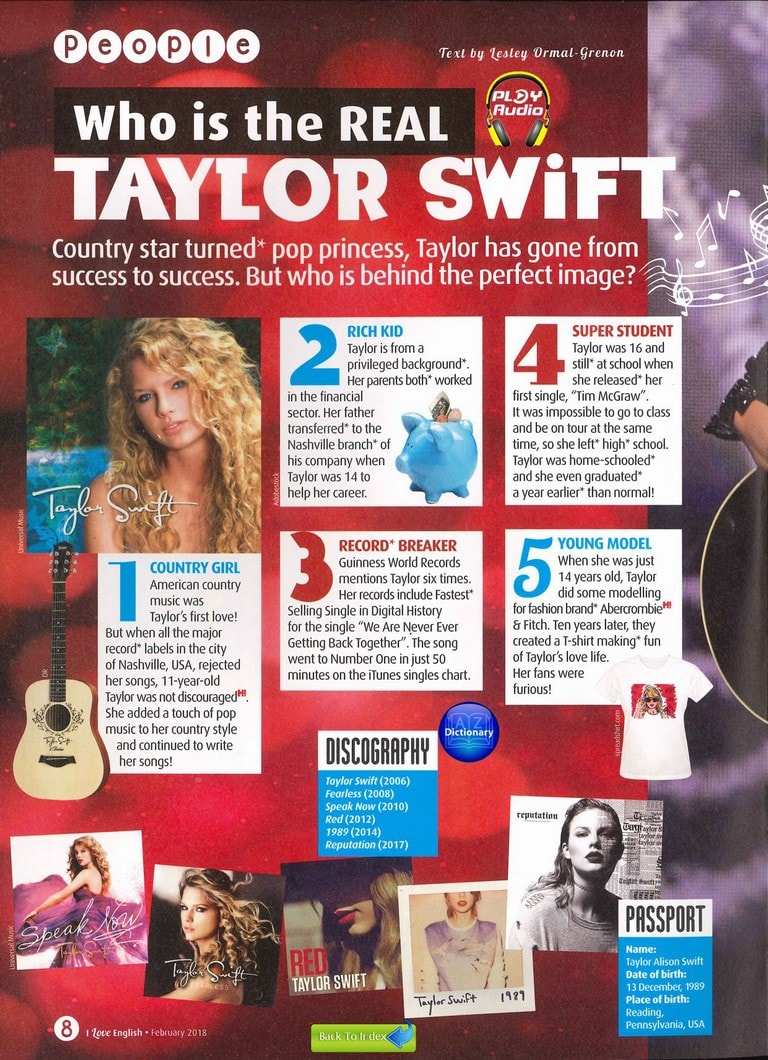 people
Text by Lesley Ormal-Grenon
PLAY
Audio
Who is the REAL
TAYLOR SWiFT
Country star turned* pop princess, Taylor has gone from
success to success. But who is behind the perfect image?
Taylor Swift
Universal Music
1
COUNTRY GIRL
American country
music was
Taylor's first love!
But when all the major
record* labels in the city
of Nashville, USA, rejected
her songs, 11-year-old
Taylor was not discouraged H!.
She added a touch of pop
music to her country style
and continued to write
her songs!
DR
2
RICH KID
Taylor is from a
privileged background*.
Her parents both* worked
in the financial
sector. Her father
transferred* to the
Nashville branch* of
his company when
Taylor was 14 to
help her career.
Adobestock
3
RECORD* BREAKER
Guinness World Records
mentions Taylor six times.
Her records include Fastest*
Selling Single in Digital History
for the single "We Are Never Ever
Getting Back Together". The song
went to Number One in just 50
minutes on the iTunes singles chart.
4
SUPER STUDENT
Taylor was 16 and
still* at school when
she released* her
first single, "Tim McGraw".
It was impossible to go to class
and be on tour at the same
time, so she left* high* school.
Taylor was home-schooled*
and she even graduated*
a year earlier* than normal!
5
YOUNG MODEL
When she was just
14 years old, Taylor
did some modelling
for fashion brand* Abercrombie H!
& Fitch. Ten years later, they
created a T-shirt making* fun
of Taylor's love life.
Her fans were
furious!
spreadshirt.com
A Z
Dictionary
DISCOGRAPHY
Taylor Swift (2006)
Fearless (2008)
Speak Now (2010)
Red (2012)
1989 (2014)
Reputation (2017)
Speak Now
Taylor Swift
Universal Music
Taylor Swift
FEARLESS
RED
TAYLOR SWIFT
Taylor Swift 1989
reputation
PASSPORT
Name:
Taylor Alison Swift
Date of birth:
13 December, 1989
Place of birth:
Reading,
Pennsylvania, USA
8 I Love English • February 2018
Back To Index